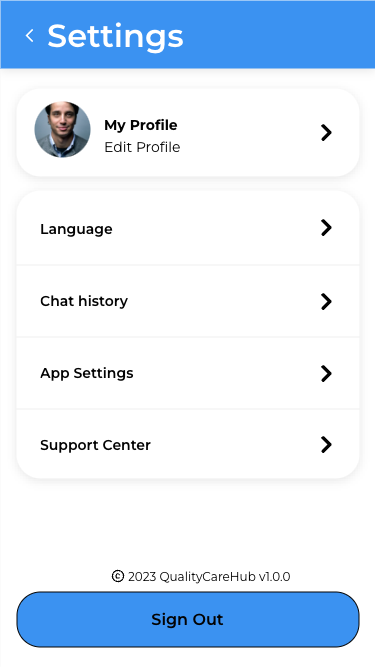 Settings
My Profile
Edit Profile
Language
Chat history
App Settings
Support Center
© 2023 QualityCareHub v1.0.0
Sign Out